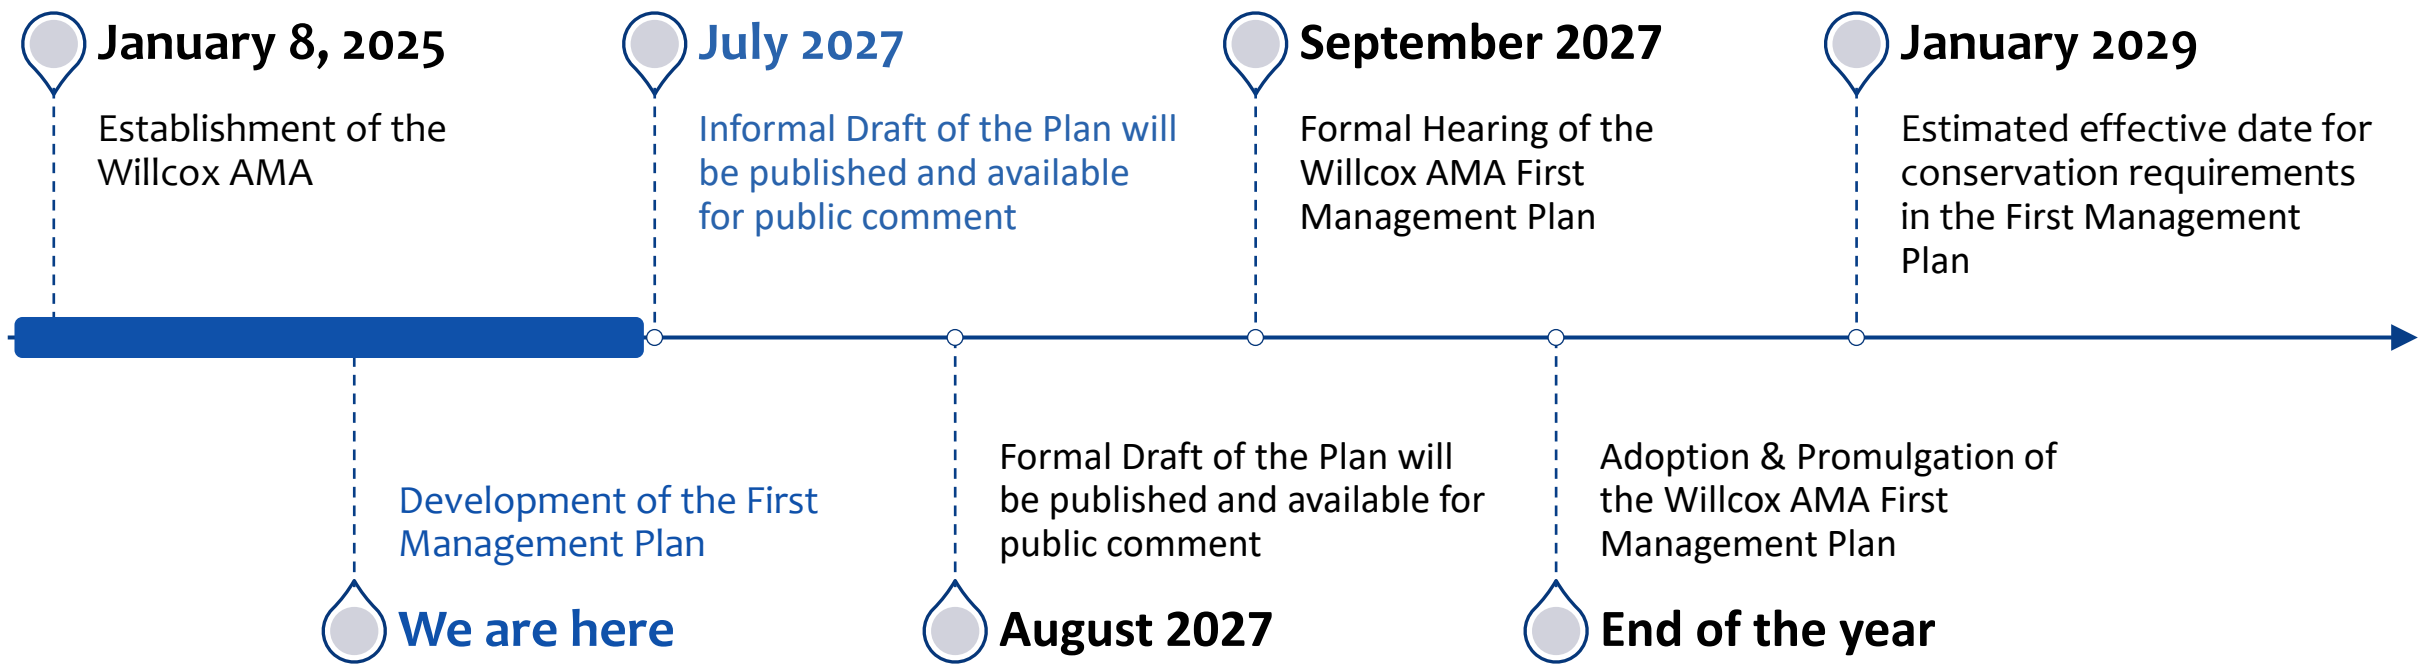 January 8, 2025
Establishment of the
Willcox AMA
July 2027
Informal Draft of the Plan will
be published and available
for public comment
September 2027
Formal Hearing of the
Willcox AMA First
Management Plan
January 2029
Estimated effective date for
conservation requirements
in the First Management
Plan
Development of the First
Management Plan
We are here
Formal Draft of the Plan will
be published and available for
public comment
August 2027
Adoption & Promulgation of
the Willcox AMA First
Management Plan
End of the year